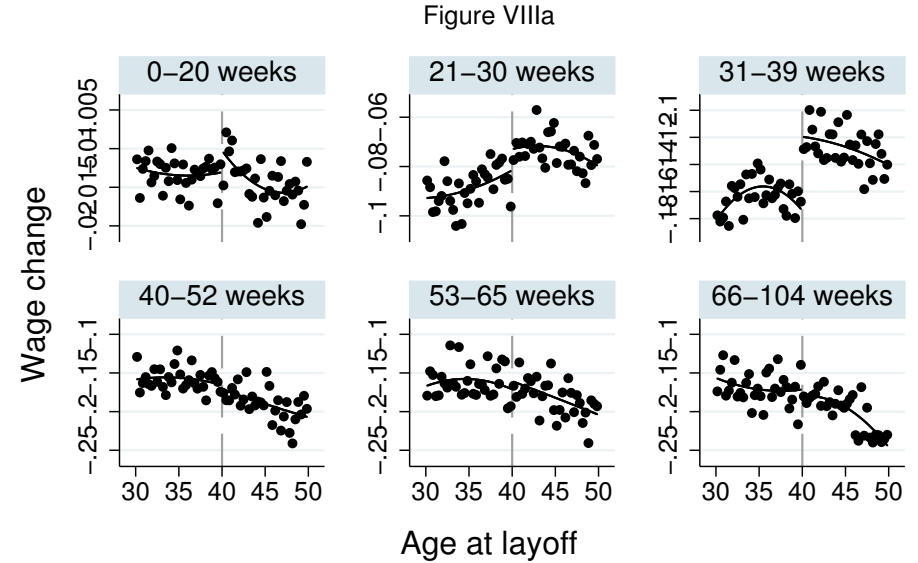 Figure VIIIa
0−20 weeks 21−30 weeks 31−39 weeks
−.1 −.08 −.06
Wage change
40−52 weeks 53−65 weeks 66−104 weeks
−.25 −.2 −.15 −.1 −.25 −.2 −.15 −.1 −.25 −.2 −.15 −.1
30 35 40 45 50 30 35 40 45 50 30 35 40 45 50
Age at layoff